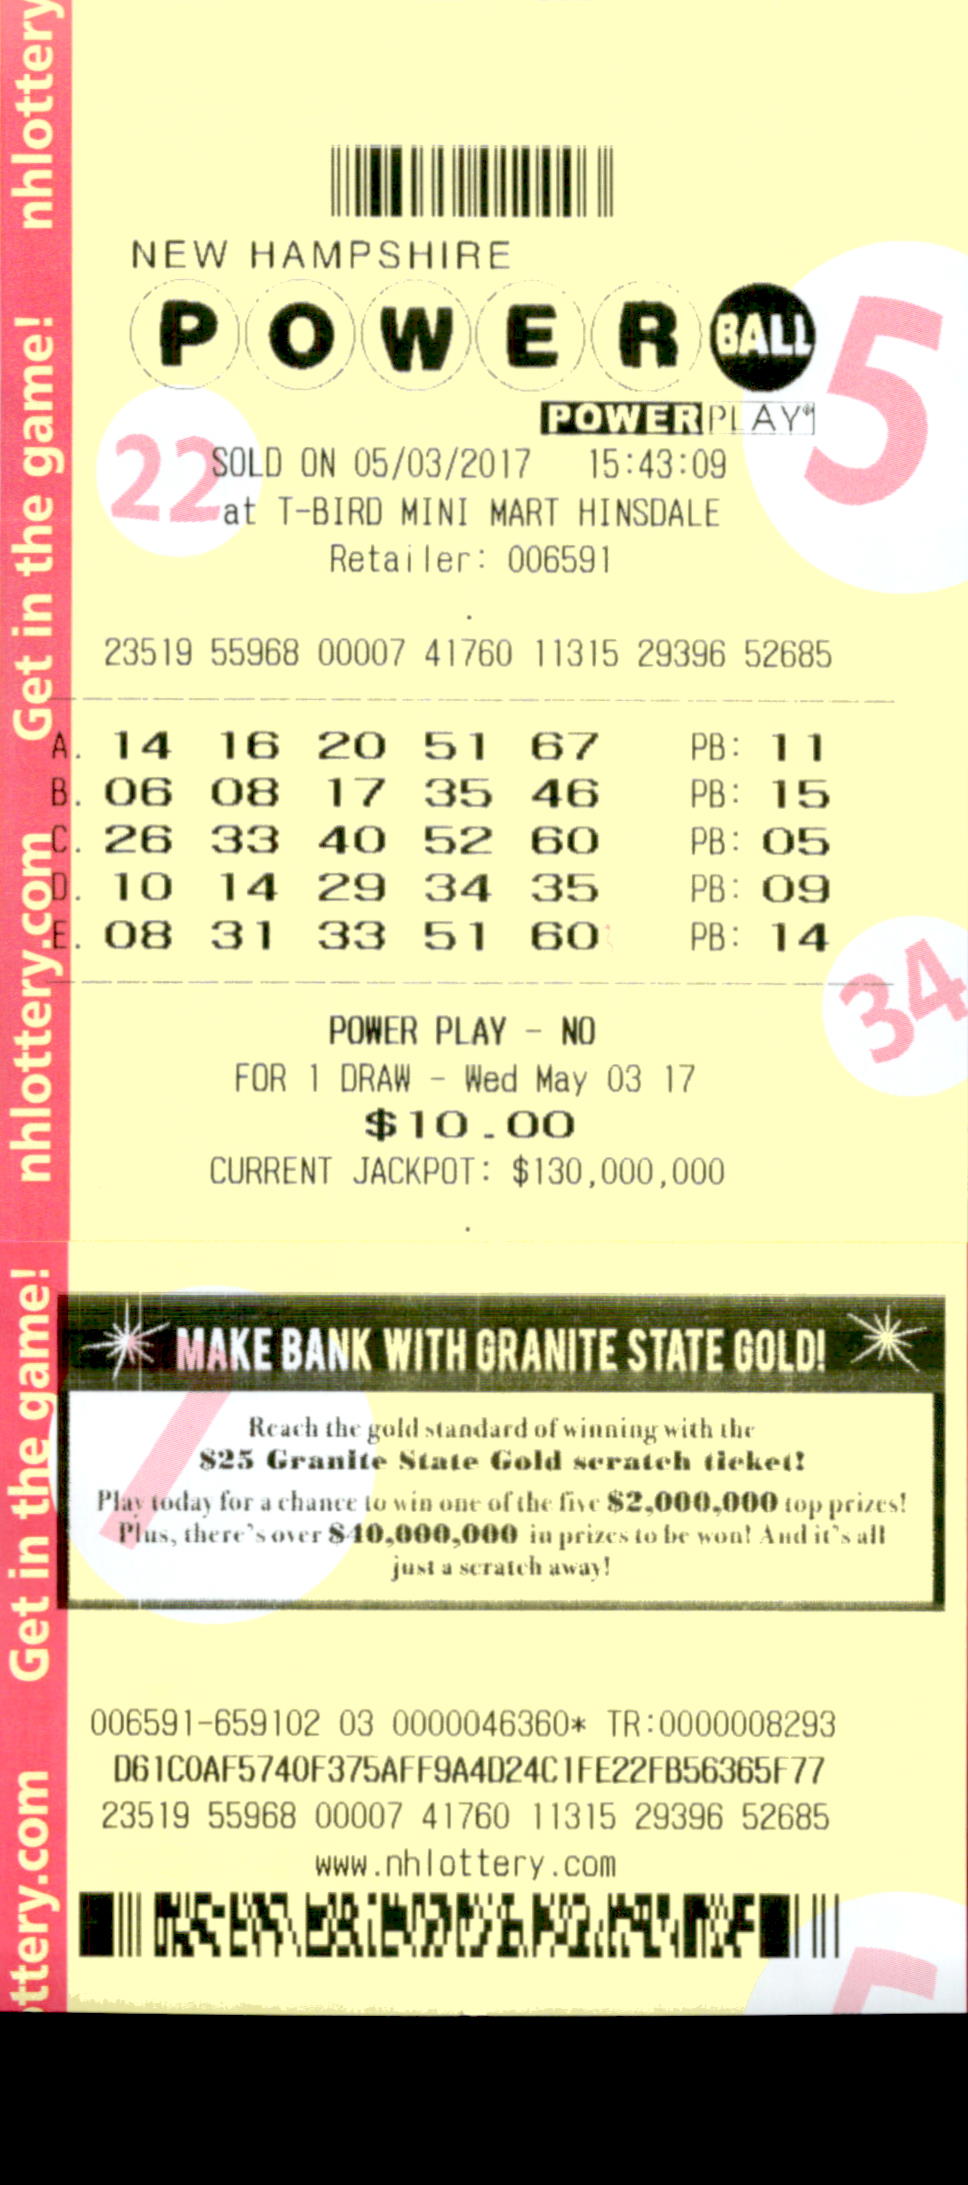 nhlottery
Get in the game!
nhlottery.com
Get in the game!
ttery.com
NEW HAMPSHIRE
POWERBALL
POWERPLAY®
5
22
SOLD ON 05/03/2017 15:43:09
at T-BIRD MINI MART HINSDALE
Retailer: 006591
23519 55968 00007 41760 11315 29396 52685
A. 14 16 20 51 67 PB: 11
B. 06 08 17 35 46 PB: 15
C. 26 33 40 52 60 PB: 05
D. 10 14 29 34 35 PB: 09
E. 08 31 33 51 60 PB: 14
34
POWER PLAY - NO
FOR 1 DRAW - Wed May 03 17
$10.00
CURRENT JACKPOT: $130,000,000
MAKE BANK WITH GRANITE STATE GOLD!
Reach the gold standard of winning with the
$25 Granite State Gold scratch ticket!
Play today for a chance to win one of the five $2,000,000 top prizes!
Plus, there's over $40,000,000 in prizes to be won! And it's all
just a scratch away!
006591-659102 03 0000046360* TR:0000008293
D61C0AF5740F375AFF9A4D24C1FE22FB56365F77
23519 55968 00007 41760 11315 29396 52685
www.nhlottery.com